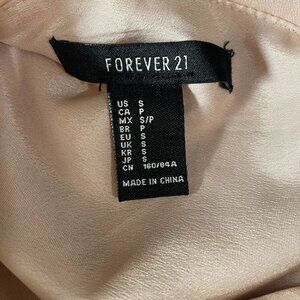 FOREVER 21
US S
CA P
MX S/P
BR P
EU S
UK S
KR S
JP S
CN 160/84A
MADE IN CHINA